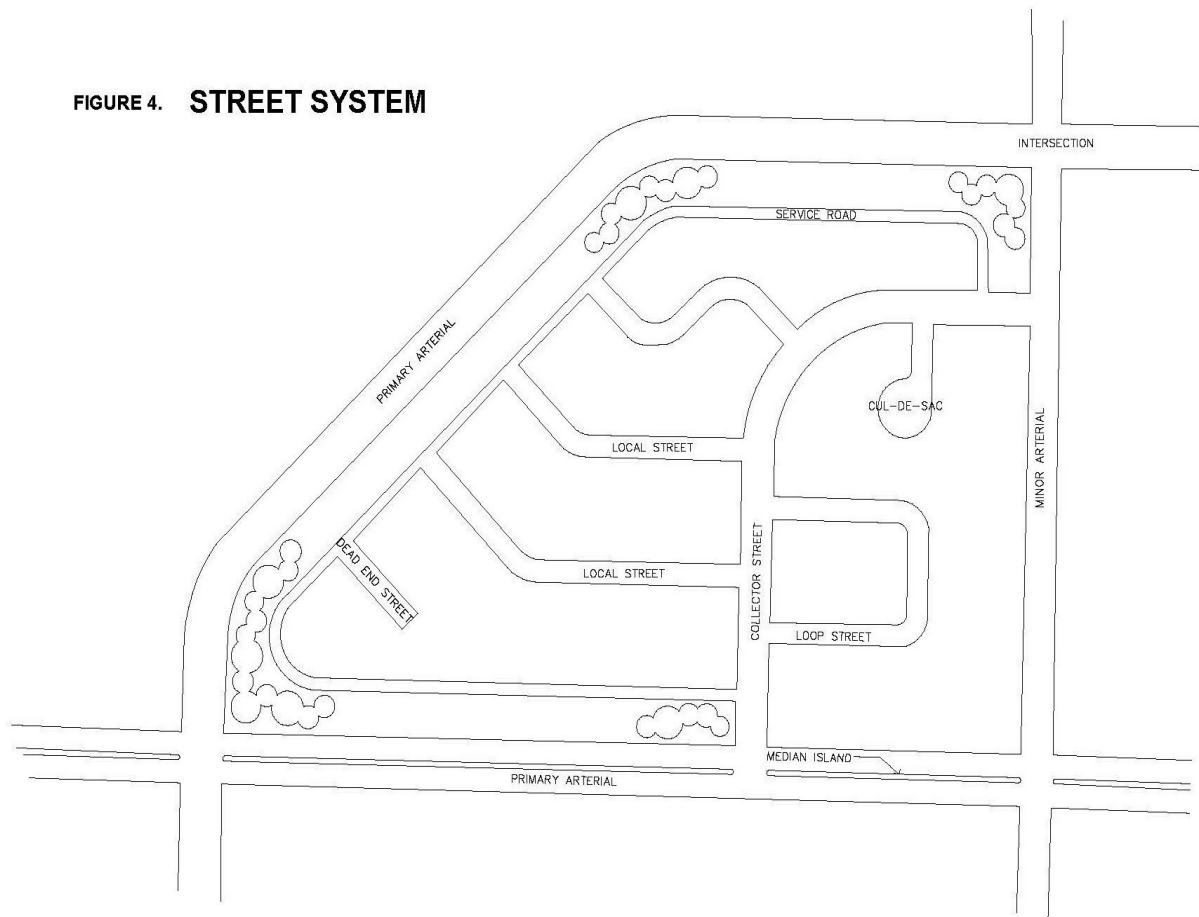 FIGURE 4. STREET SYSTEM
INTERSECTION
SERVICE ROAD
PRIMARY ARTERIAL
CUL-DE-SAC
LOCAL STREET
MINOR ARTERIAL
DEAD END STREET
LOCAL STREET
COLLECTOR STREET
LOOP STREET
MEDIAN ISLAND
PRIMARY ARTERIAL